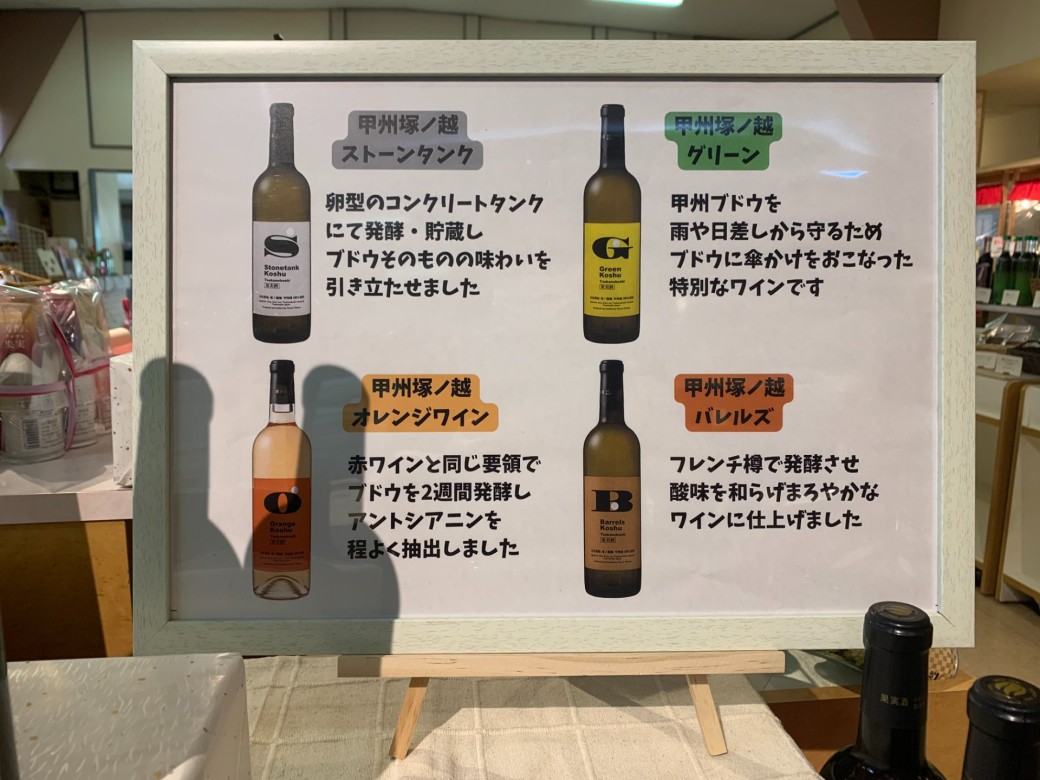 甲州塚ノ越
ストーンタンク
卵型のコンクリートタンク
にて発酵・貯蔵し
ブドウそのものの味わいを
引き立たせました
S
Stonetank
Koshu
Tsukanokoshi
甲州塚ノ越
グリーン
甲州ブドウを
雨や日差しから守るため
ブドウに傘かけをおこなった
特別なワインです
G
Green
Koshu
Tsukanokoshi
甲州塚ノ越
オレンジワイン
赤ワインと同じ要領で
ブドウを2週間発酵し
アントシアニンを
程よく抽出しました
O
Orange
Koshu
Tsukanokoshi
甲州塚ノ越
バレルズ
フレンチ樽で発酵させ
酸味を和らげまろやかな
ワインに仕上げました
B
Barrels
Koshu
Tsukanokoshi
果実酒